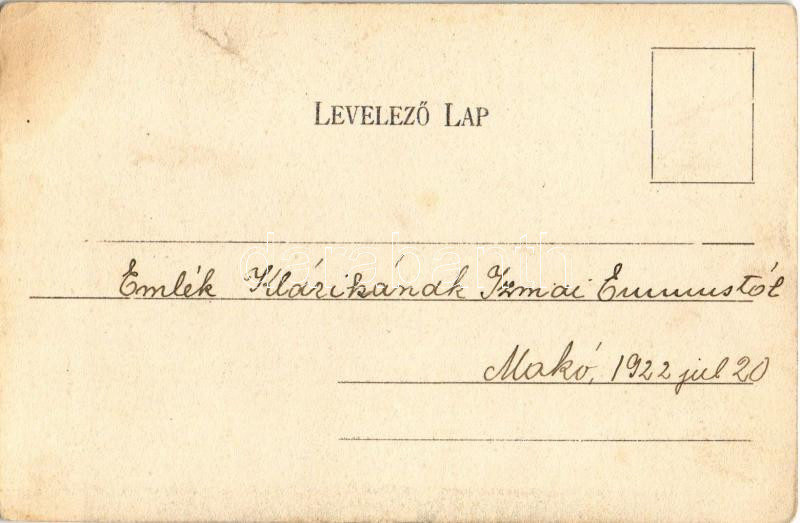 LEVELEZŐ LAP
Emlék Klárikának Izmai Emmustól
Makó, 1922 jul 20